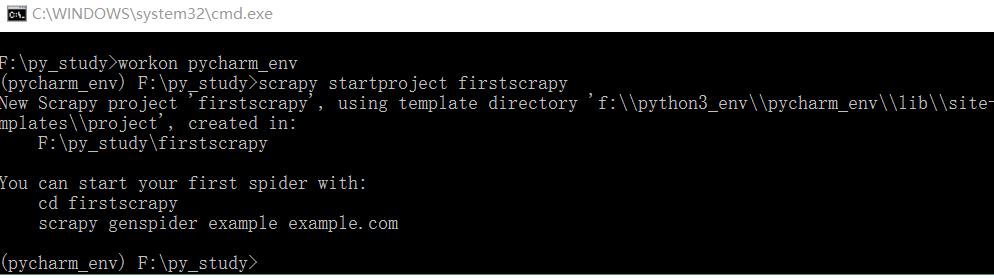 C:\WINDOWS\system32\cmd.exe
F:\py_study>workon pycharm_env
(pycharm_env) F:\py_study>scrapy startproject firstscrapy
New Scrapy project 'firstscrapy', using template directory 'f:\\python3_env\\pycharm_env\\lib\\site-
mplates\\project', created in:
    F:\py_study\firstscrapy
You can start your first spider with:
    cd firstscrapy
    scrapy genspider example example.com
(pycharm_env) F:\py_study>